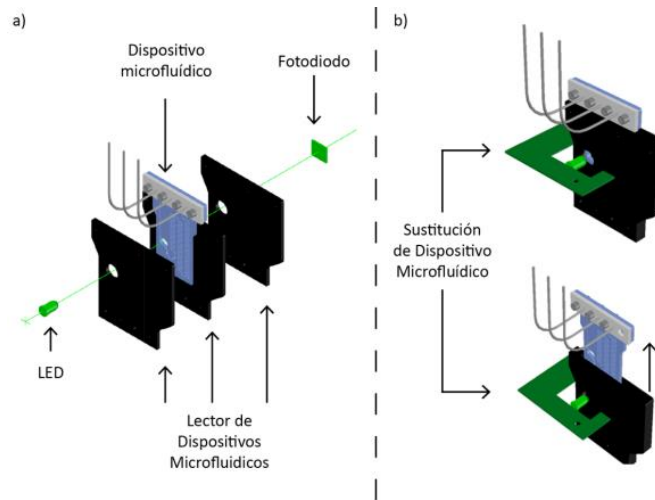 a)
Dispositivo
microfluídico
Fotodiodo
LED
Lector de
Dispositivos
Microfluidicos
b)
Sustitución
de Dispositivo
Microfluídico